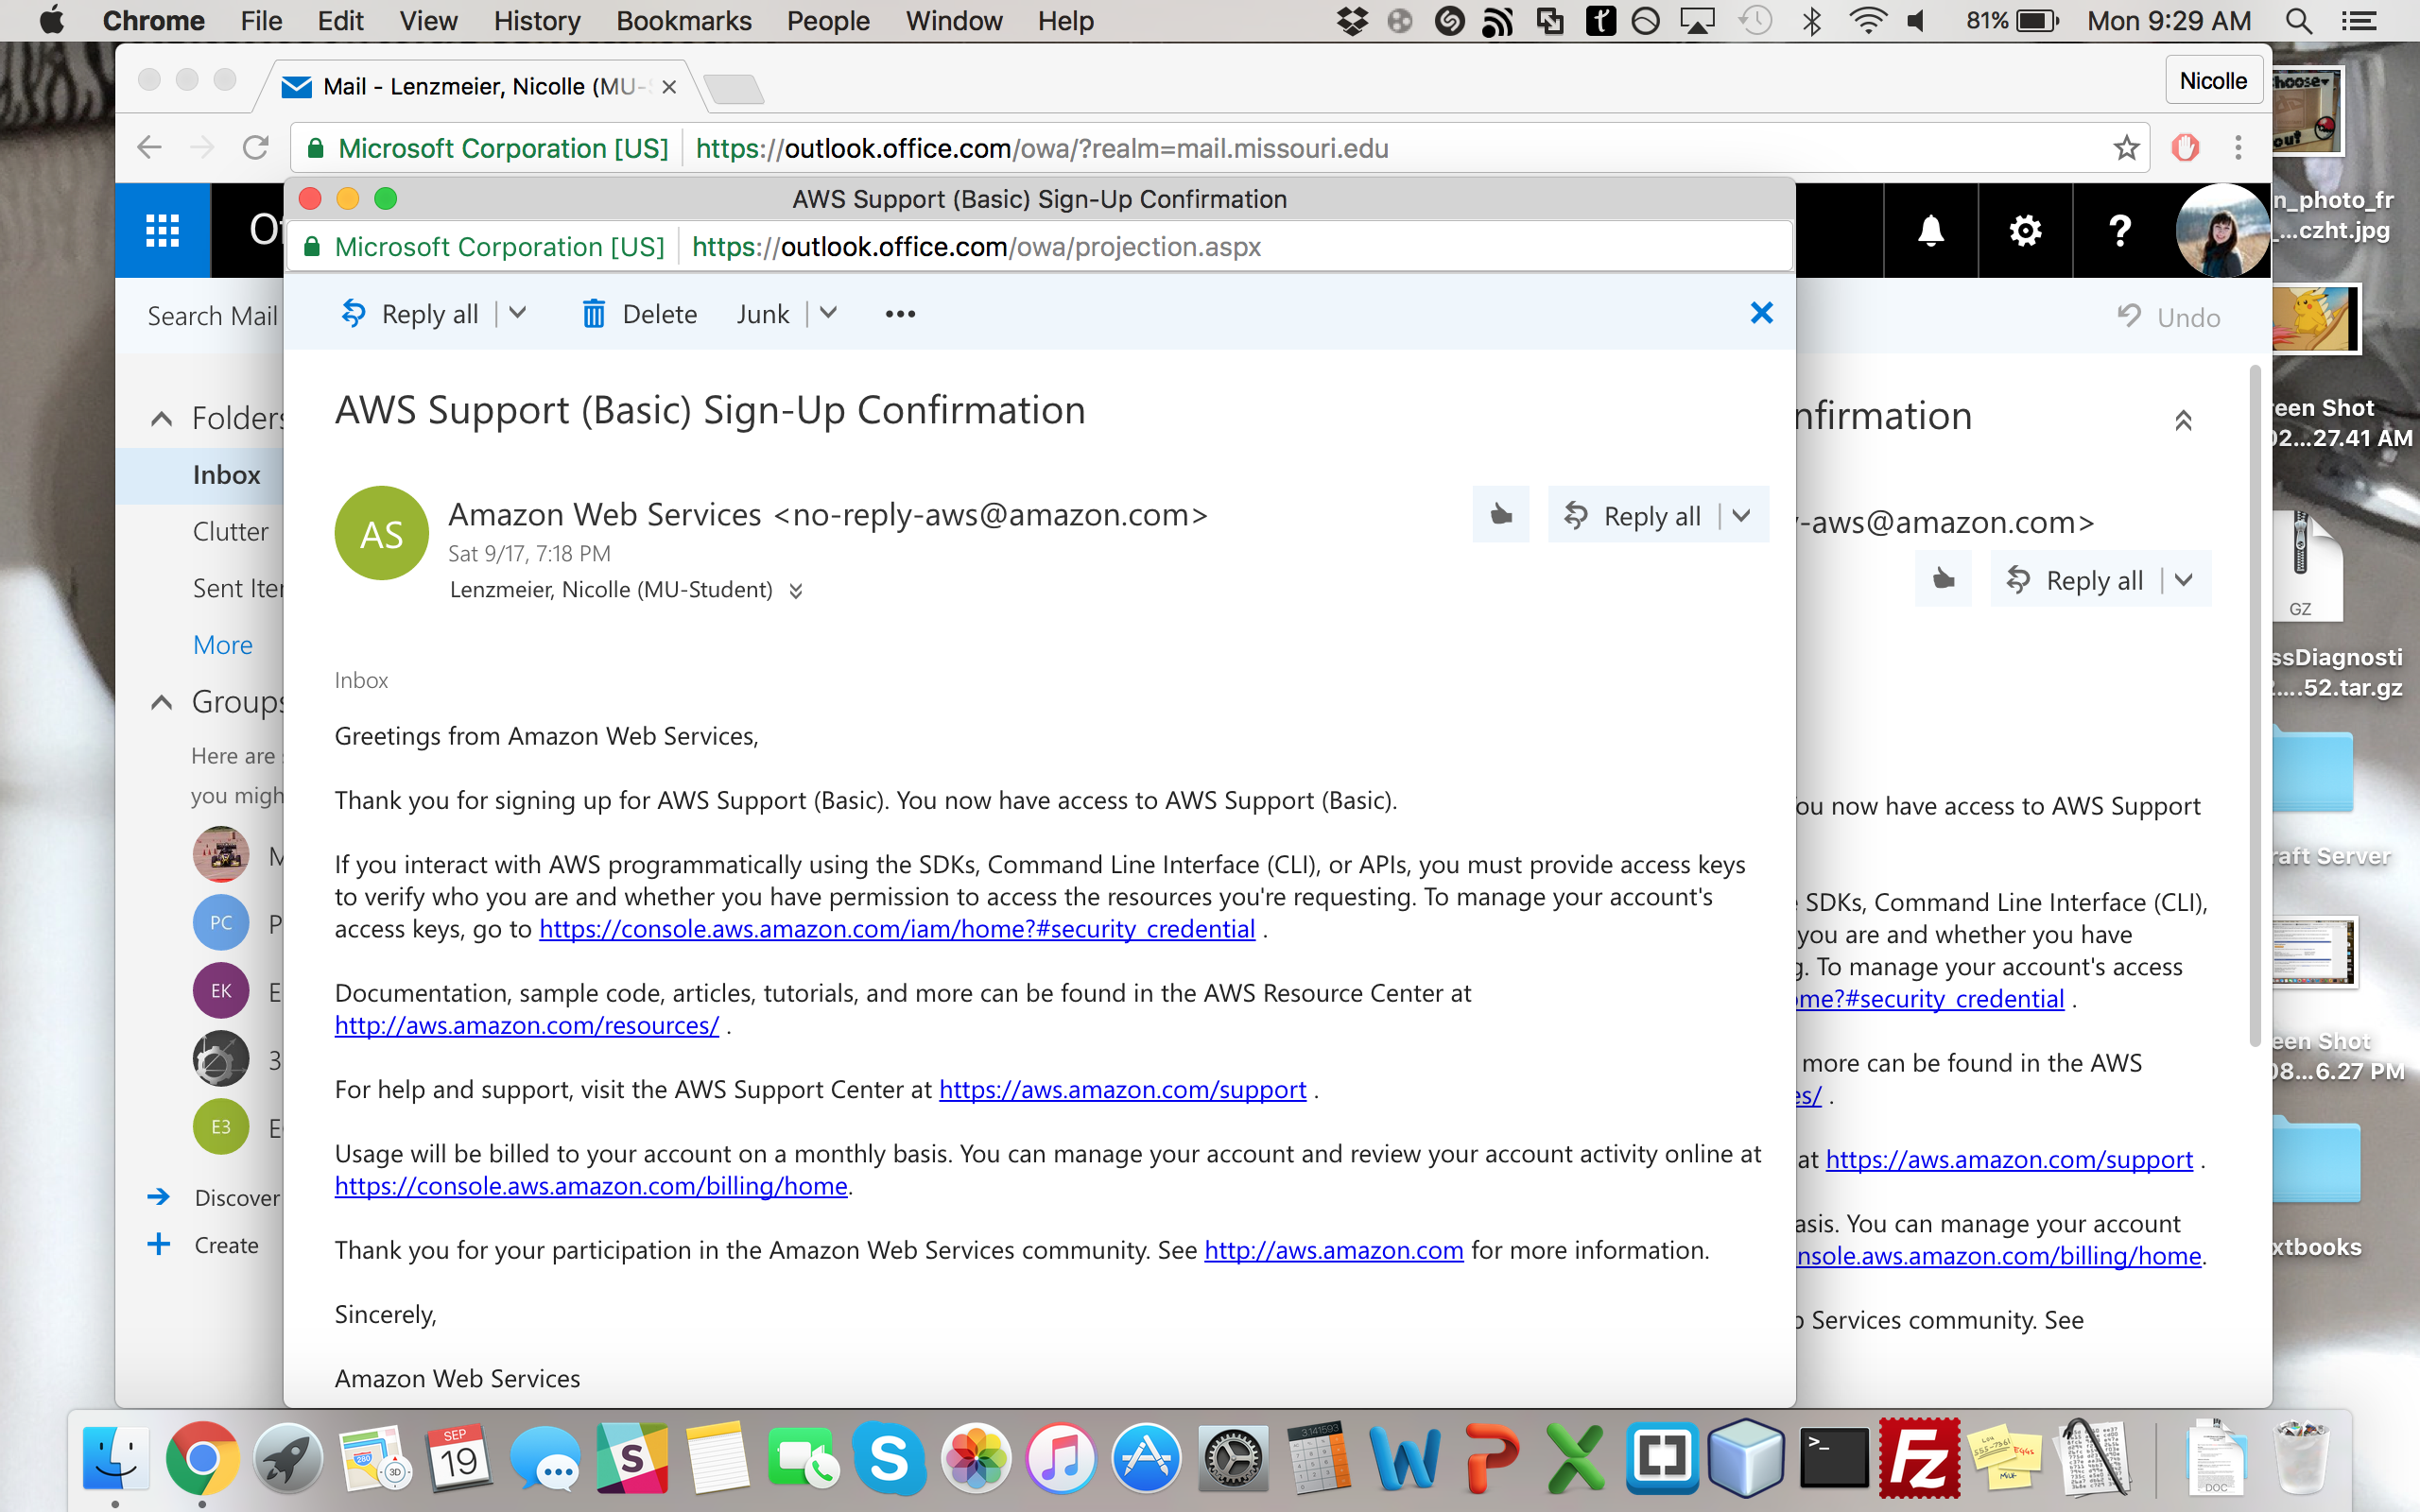 Chrome File Edit View History Bookmarks People Window Help 81% Mon 9:29 AM
Mail - Lenzmeier, Nicolle (MU-S
Nicolle
Microsoft Corporation [US] https://outlook.office.com/owa/?realm=mail.missouri.edu
AWS Support (Basic) Sign-Up Confirmation
Microsoft Corporation [US] https://outlook.office.com/owa/projection.aspx
Search Mail
Folders
Inbox
Clutter
Sent Iter
More
Groups
Here are
you migh
M
PC P
EK E
3
E3
Discover
Create
Reply all Delete Junk
AWS Support (Basic) Sign-Up Confirmation
AS
Amazon Web Services <no-reply-aws@amazon.com>
Sat 9/17, 7:18 PM
Lenzmeier, Nicolle (MU-Student)
Reply all
Inbox
Greetings from Amazon Web Services,
Thank you for signing up for AWS Support (Basic). You now have access to AWS Support (Basic).
If you interact with AWS programmatically using the SDKs, Command Line Interface (CLI), or APIs, you must provide access keys
to verify who you are and whether you have permission to access the resources you're requesting. To manage your account's
access keys, go to https://console.aws.amazon.com/iam/home?#security_credential .
Documentation, sample code, articles, tutorials, and more can be found in the AWS Resource Center at
http://aws.amazon.com/resources/ .
For help and support, visit the AWS Support Center at https://aws.amazon.com/support .
Usage will be billed to your account on a monthly basis. You can manage your account and review your account activity online at
https://console.aws.amazon.com/billing/home.
Thank you for your participation in the Amazon Web Services community. See http://aws.amazon.com for more information.
Sincerely,
Amazon Web Services
Undo
nfirmation
-aws@amazon.com>
Reply all
ou now have access to AWS Support
SDKs, Command Line Interface (CLI),
you are and whether you have
g. To manage your account's access
ome?#security_credential .
more can be found in the AWS
es/ .
at https://aws.amazon.com/support .
asis. You can manage your account
nsole.aws.amazon.com/billing/home.
Services community. See
hoose
out
n_photo_fr
...czht.jpg
reen Shot
02...27.41 AM
GZ
ssDiagnosti
....52.tar.gz
raft Server
een Shot
08...6.27 PM
xtbooks
280
3D
SEP
19
S
S
3.141593
W P X
>_
Fz
EGGS
MILK
DOC